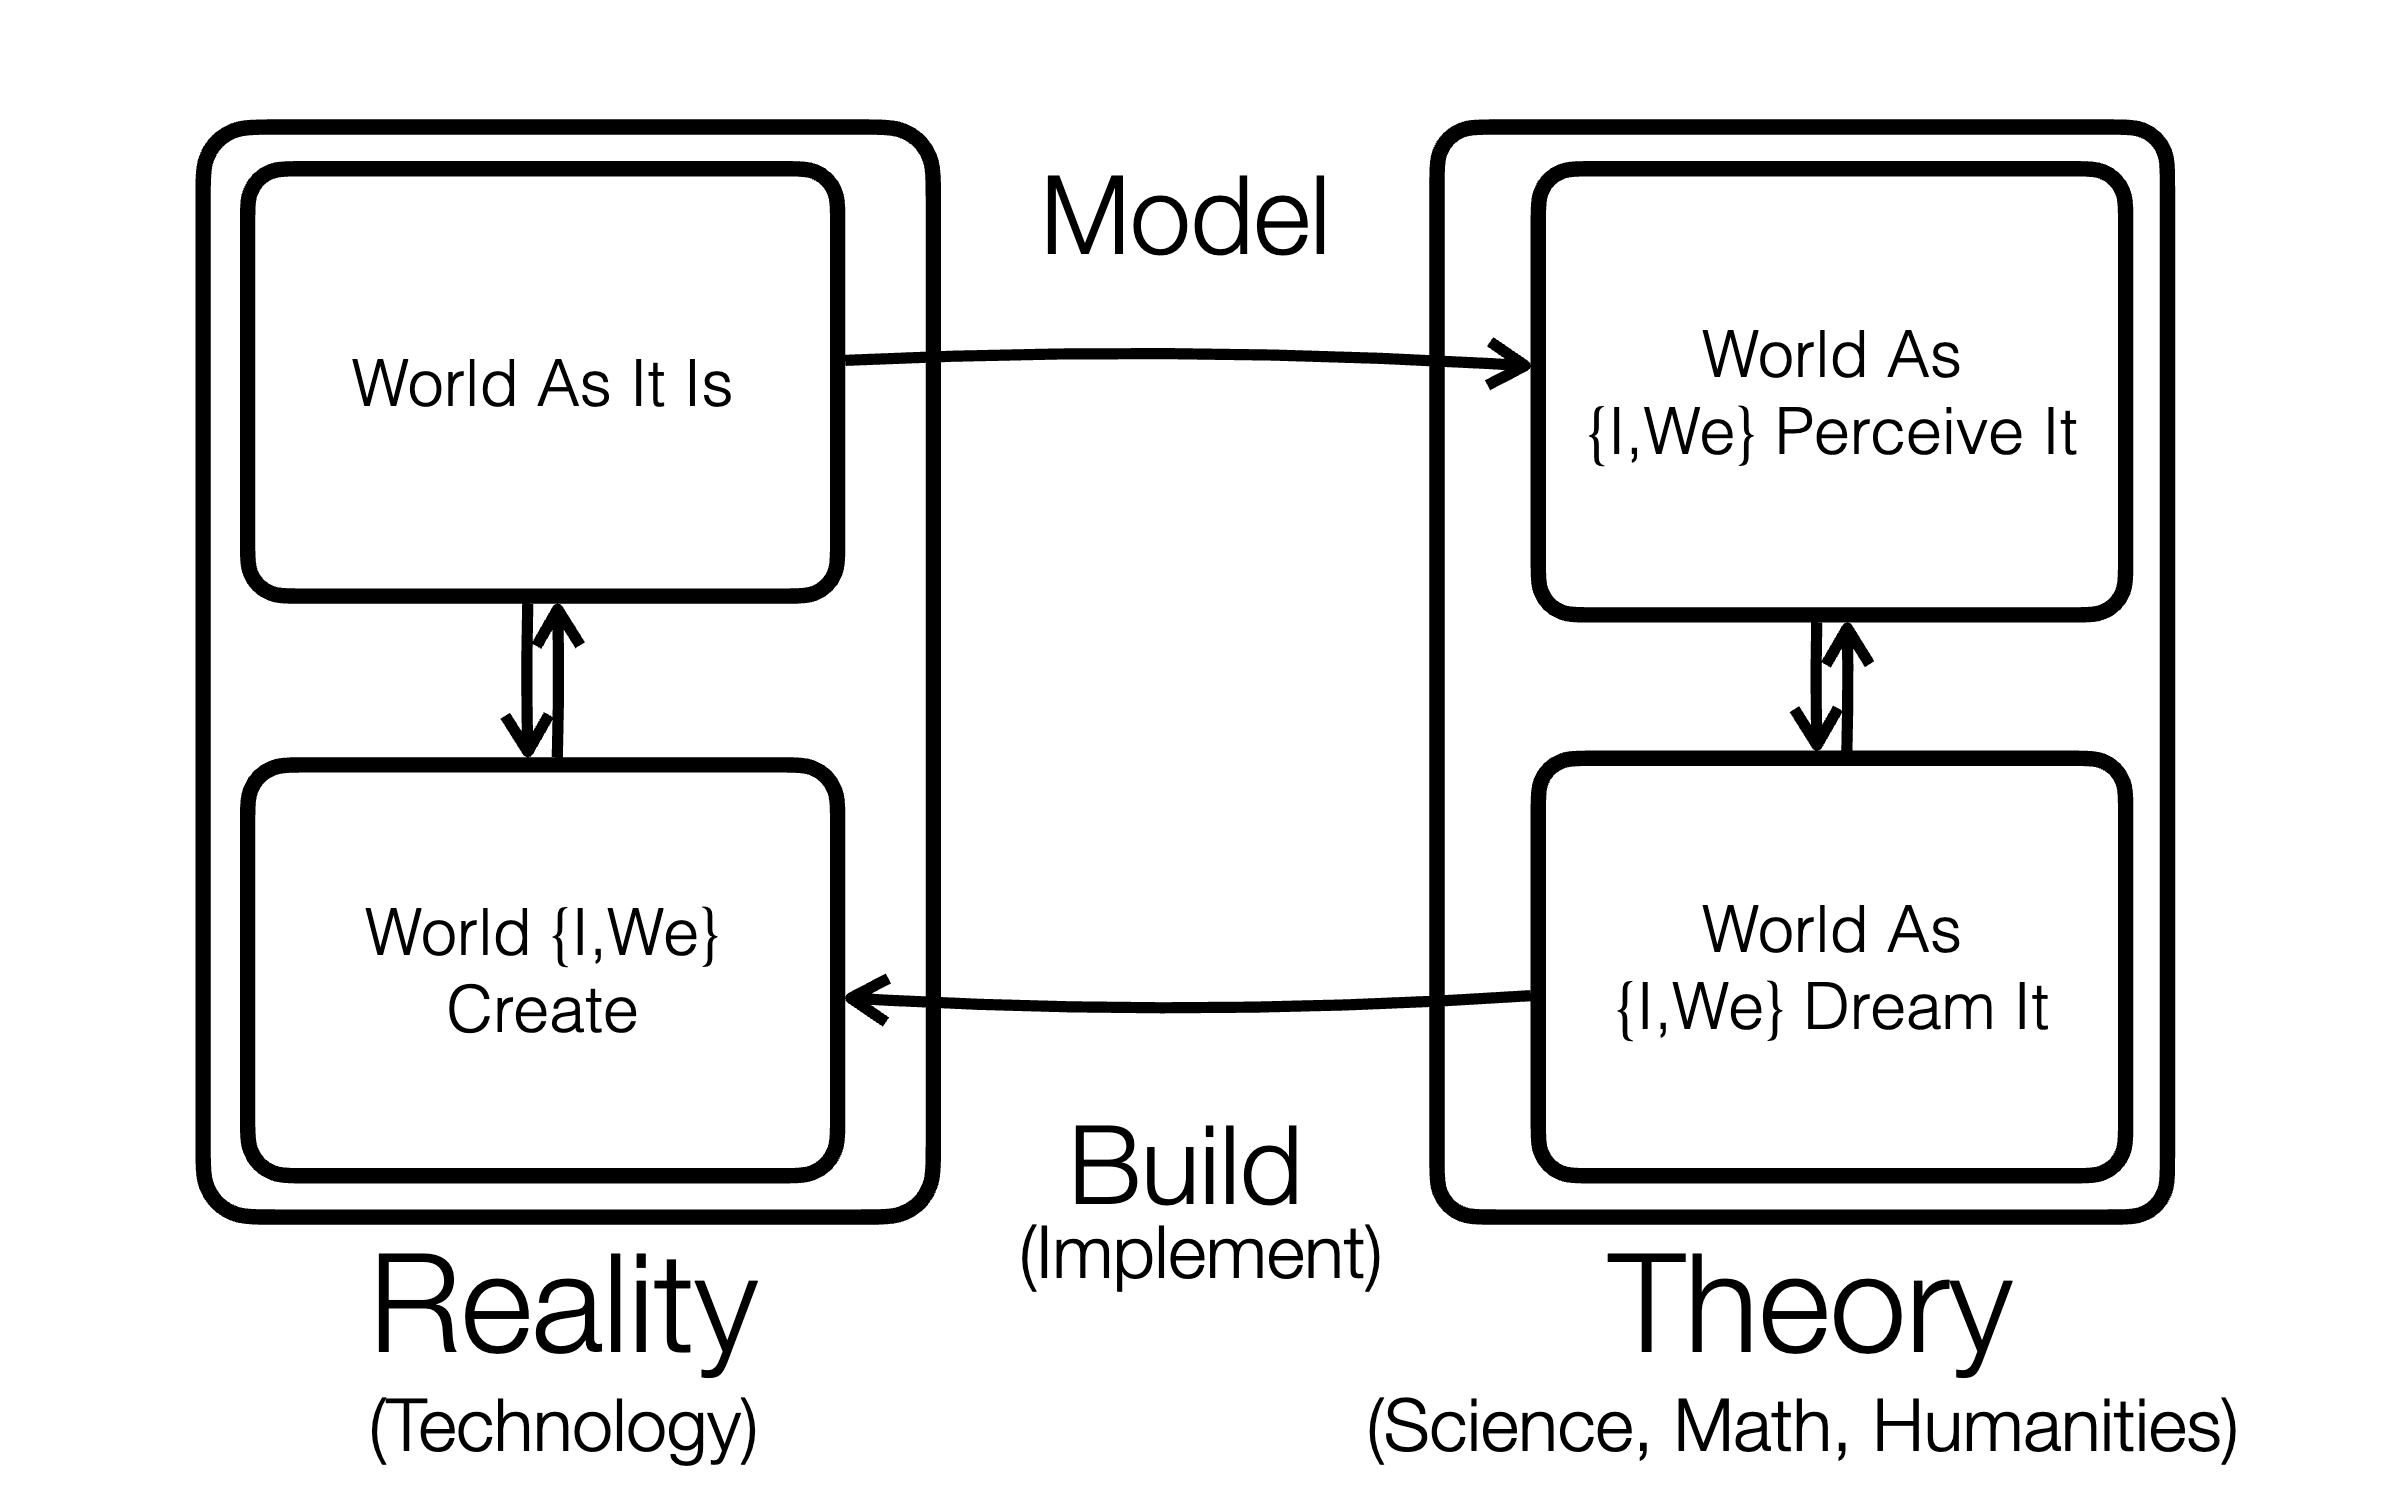 Model
World As It Is
World As
{I,We} Perceive It
World {I,We}
Create
World As
{I,We} Dream It
Build
(Implement)
Reality
(Technology)
Theory
(Science, Math, Humanities)